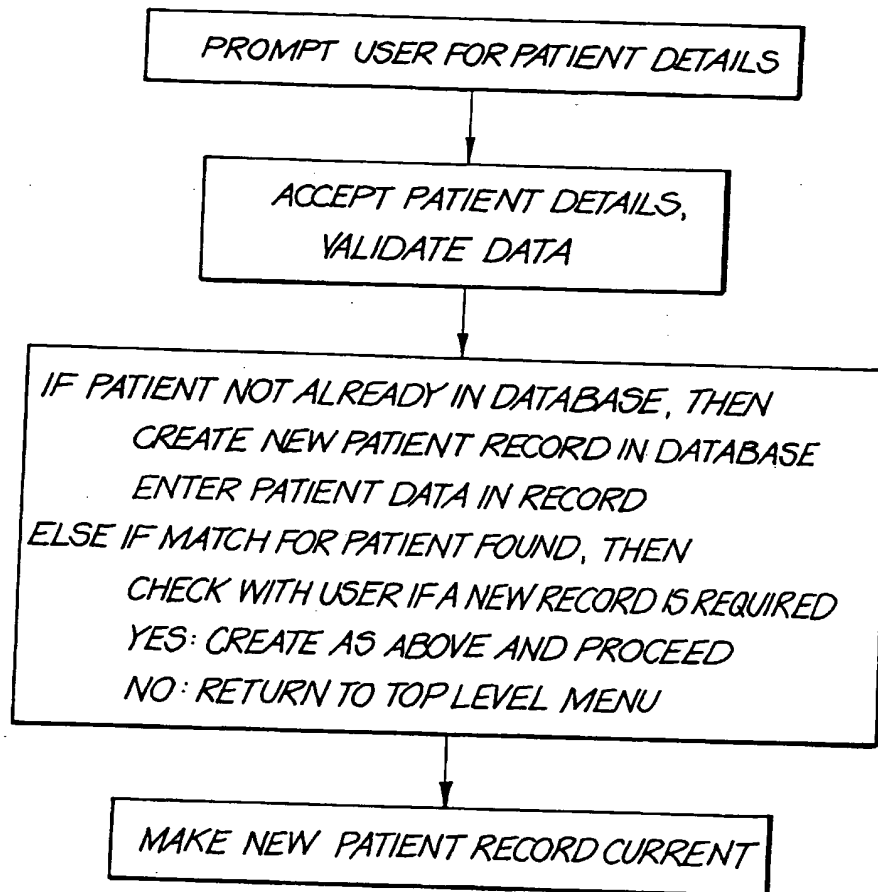 PROMPT USER FOR PATIENT DETAILS
ACCEPT PATIENT DETAILS,
VALIDATE DATA
IF PATIENT NOT ALREADY IN DATABASE, THEN
CREATE NEW PATIENT RECORD IN DATABASE
ENTER PATIENT DATA IN RECORD
ELSE IF MATCH FOR PATIENT FOUND, THEN
CHECK WITH USER IF A NEW RECORD IS REQUIRED
YES: CREATE AS ABOVE AND PROCEED
NO: RETURN TO TOP LEVEL MENU
MAKE NEW PATIENT RECORD CURRENT